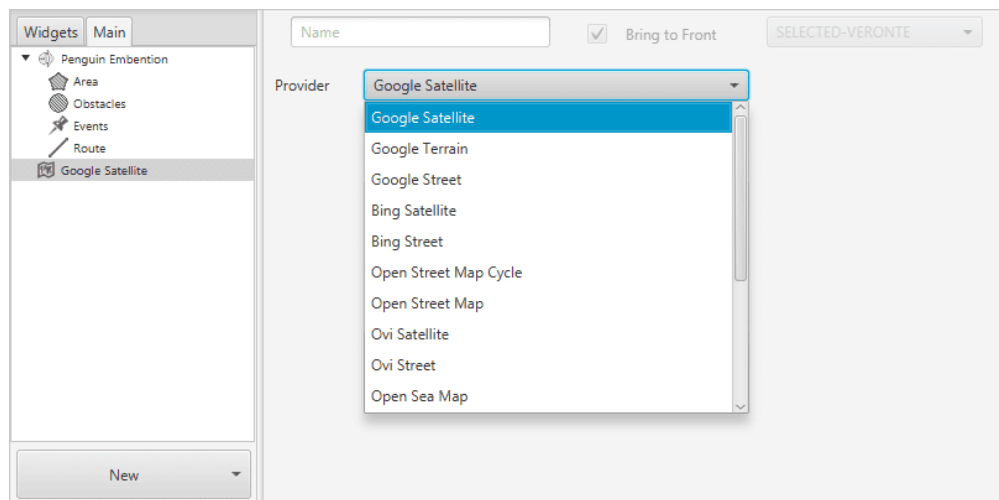 Widgets Main
Penguin Embention
Area
Obstacles
Events
Route
Google Satellite
New
Name
Bring to Front
SELECTED-VERONTE
Provider Google Satellite
Google Satellite
Google Terrain
Google Street
Bing Satellite
Bing Street
Open Street Map Cycle
Open Street Map
Ovi Satellite
Ovi Street
Open Sea Map